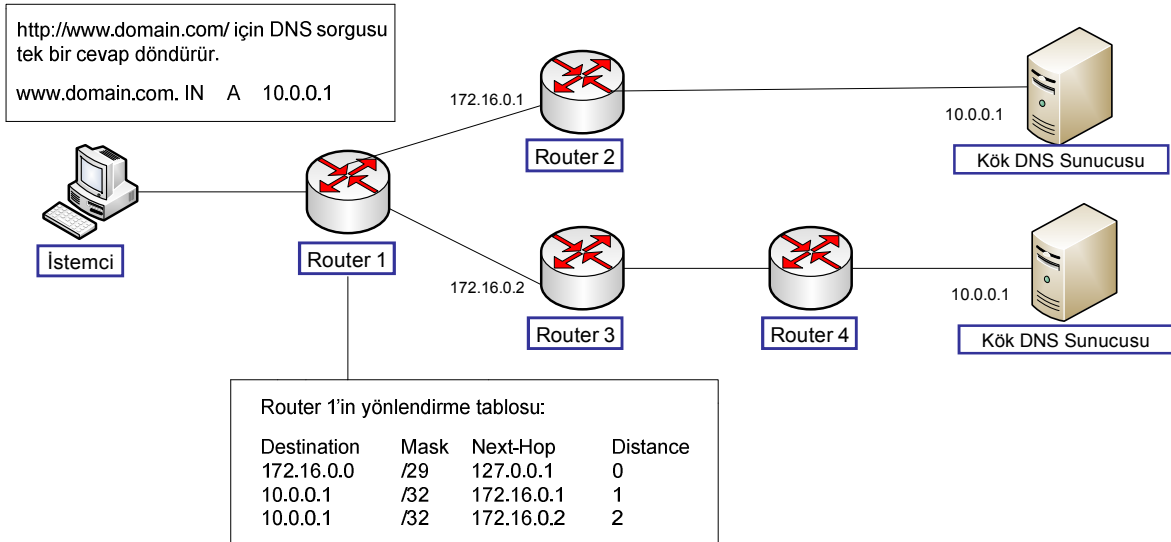 http://www.domain.com/ için DNS sorgusu
tek bir cevap döndürür.
www.domain.com. IN A 10.0.0.1
172.16.0.1
Router 2
10.0.0.1
Kök DNS Sunucusu
İstemci
Router 1
172.16.0.2
Router 3
Router 4
10.0.0.1
Kök DNS Sunucusu
Router 1'in yönlendirme tablosu:
Destination Mask Next-Hop Distance
172.16.0.0 /29 127.0.0.1 0
10.0.0.1 /32 172.16.0.1 1
10.0.0.1 /32 172.16.0.2 2